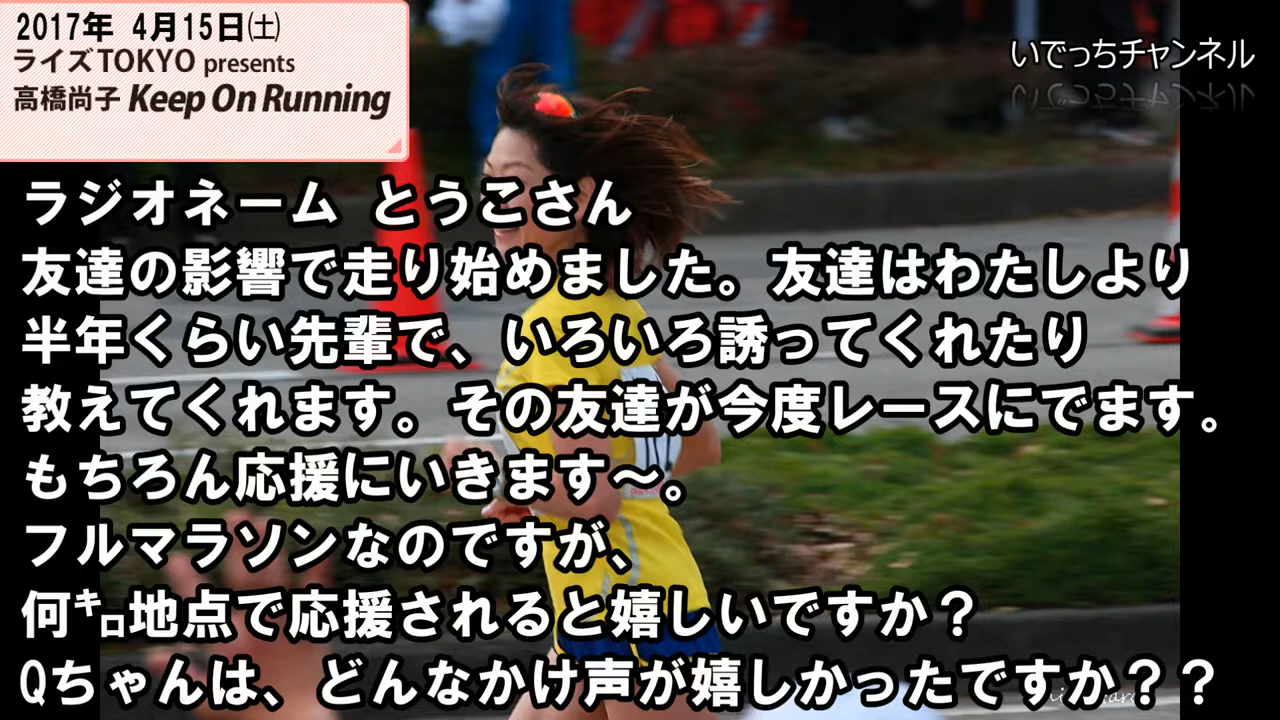 2017年 4月15日㈯
ライズTOKYO presents
高橋尚子 Keep On Running
いでっちチャンネル
ラジオネーム とうこさん
友達の影響で走り始めました。友達はわたしより
半年くらい先輩で、いろいろ誘ってくれたり
教えてくれます。その友達が今度レースにでます。
もちろん応援にいきます～。
フルマラソンなのですが、
何㌔地点で応援されると嬉しいですか？
Qちゃんは、どんなかけ声が嬉しかったですか？？